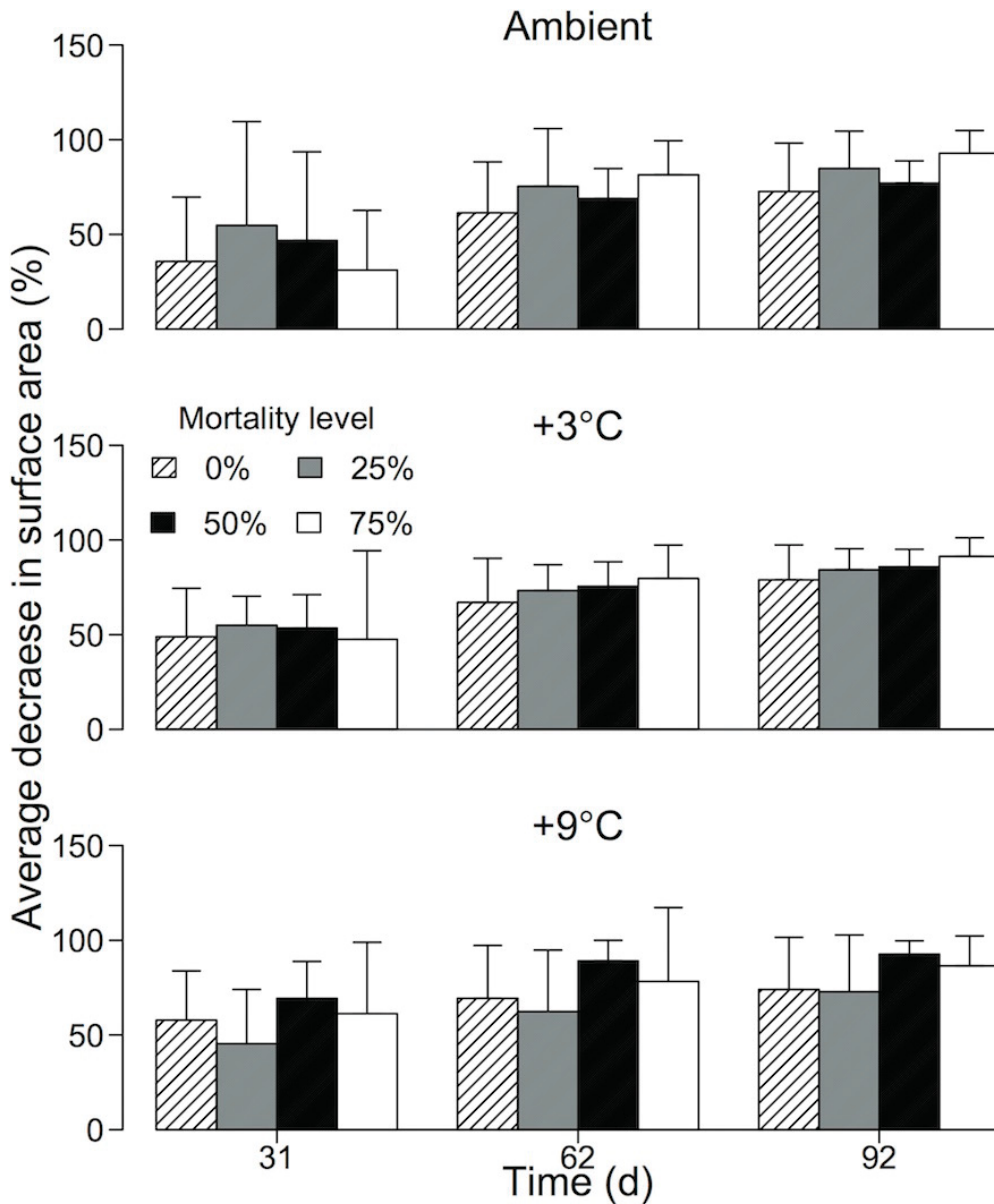 Ambient
150
100
50
0
Average decraese in surface area (%)
+3°C
Mortality level
0% 25%
50% 75%
150
100
50
0
+9°C
150
100
50
0
31 62 92
Time (d)